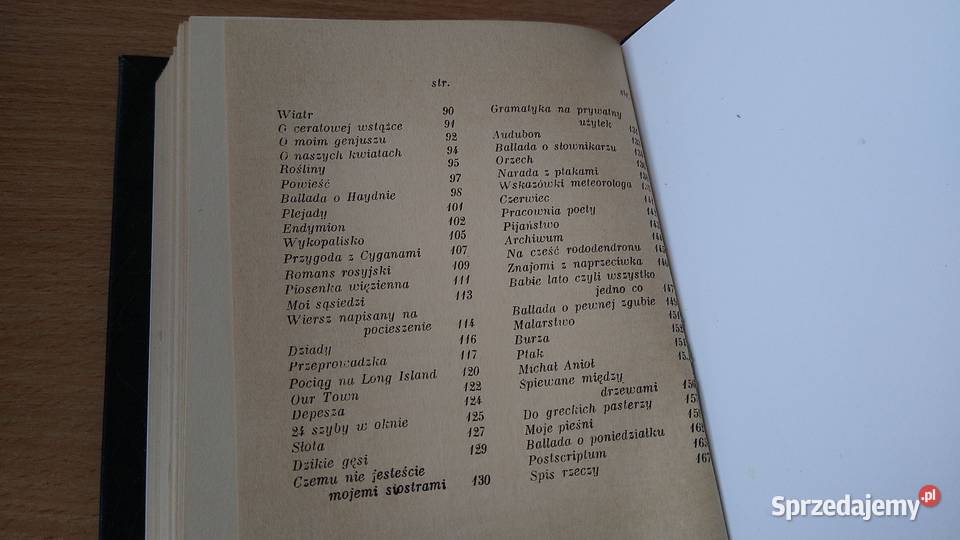 str.
Wiatr 90
O ceratowej wstążce 91
O moim genjuszu 92
O naszych kwiatach 94
Rośliny 95
Powieść 97
Ballada o Haydnie 98
Plejady 101
Endymion 102
Wykopalisko 105
Przygoda z Cyganami 107
Romans rosyjski 109
Piosenka więzienna 111
Moi sąsiedzi 113
Wiersz napisany na
pocieszenie 114
Dziady 116
Przeprowadzka 117
Pociąg na Long Island 120
Our Town 122
Depesza 124
24 szyby w oknie 125
Słota 127
Dzikie gęsi 129
Czemu nie jesteście
mojemi siostrami 130
Gramatyka na prywatny
użytek
Audubon
Ballada o słownikarzu
Orzech
Narada z ptakami
Wskazówki meteorologa
Czerwiec
Pracownia poety
Pijaństwo
Archiwum
Na cześć rododendronu
Znajomi z naprzeciwka
Babie lato czyli wszystko
jedno co 147
Ballada o pewnej zgubie 149
Malarstwo
Burza 152
Ptak
Michał Anioł
Śpiewane między
drzewami
Do greckich pasterzy
Moje pieśni
Ballada o poniedziałku
Postscriptum
Spis rzeczy 167
Sprzedajemy.pl